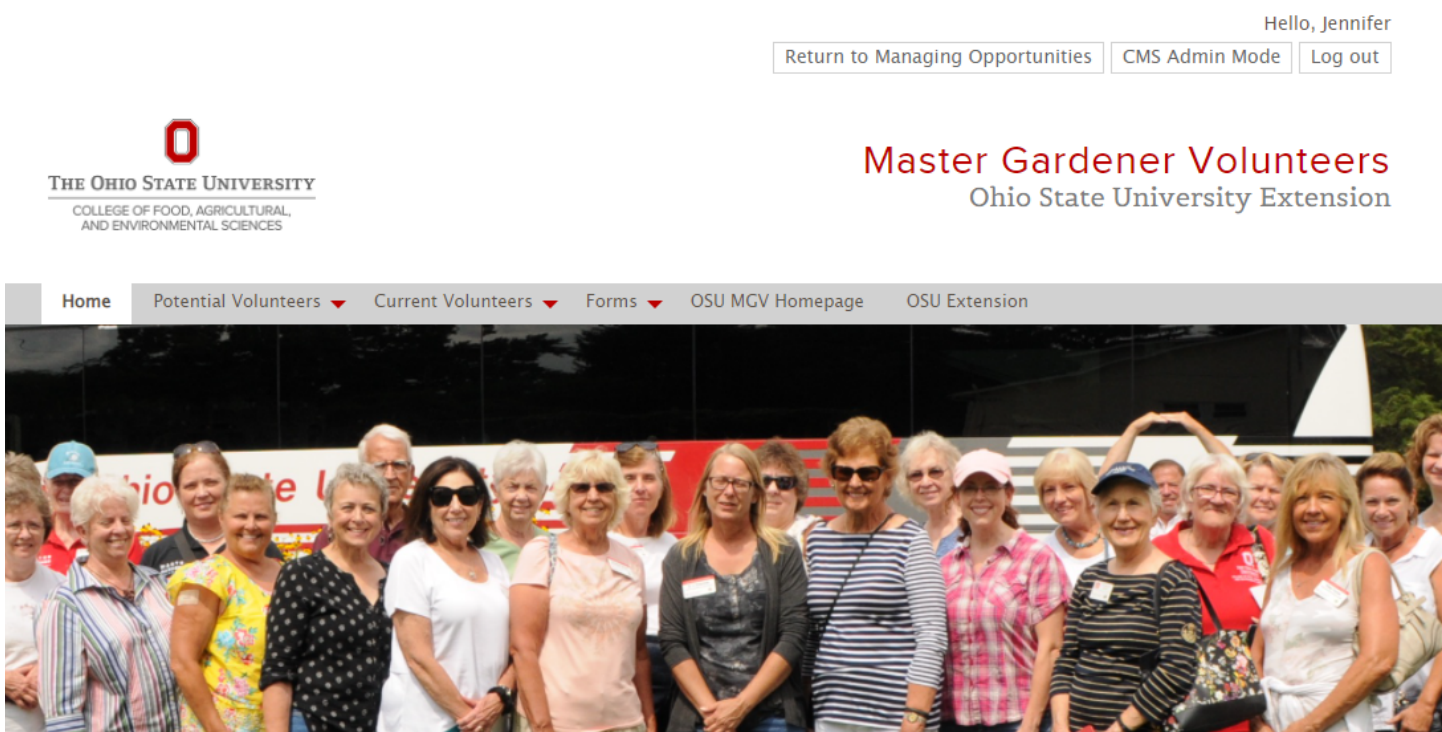 Hello, Jennifer
Return to Managing Opportunities CMS Admin Mode Log out
O
THE OHIO STATE UNIVERSITY
COLLEGE OF FOOD, AGRICULTURAL,
AND ENVIRONMENTAL SCIENCES
Master Gardener Volunteers
Ohio State University Extension
Home Potential Volunteers Current Volunteers Forms OSU MGV Homepage OSU Extension